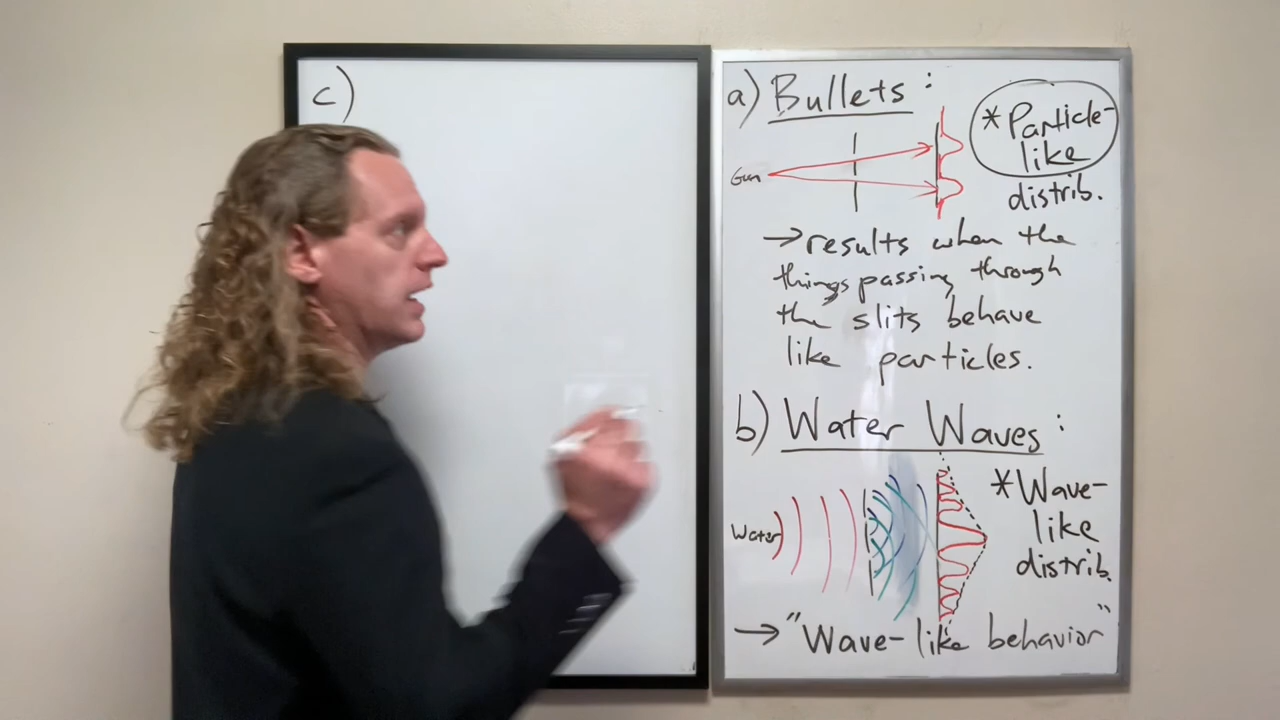 c)
a) Bullets:
* Particle-
like
distrib.
Gun
→ results when the
things passing through
the slits behave
like particles.
b) Water Waves:
* Wave-
like
distrib.
Water
→ "Wave-like behavior"